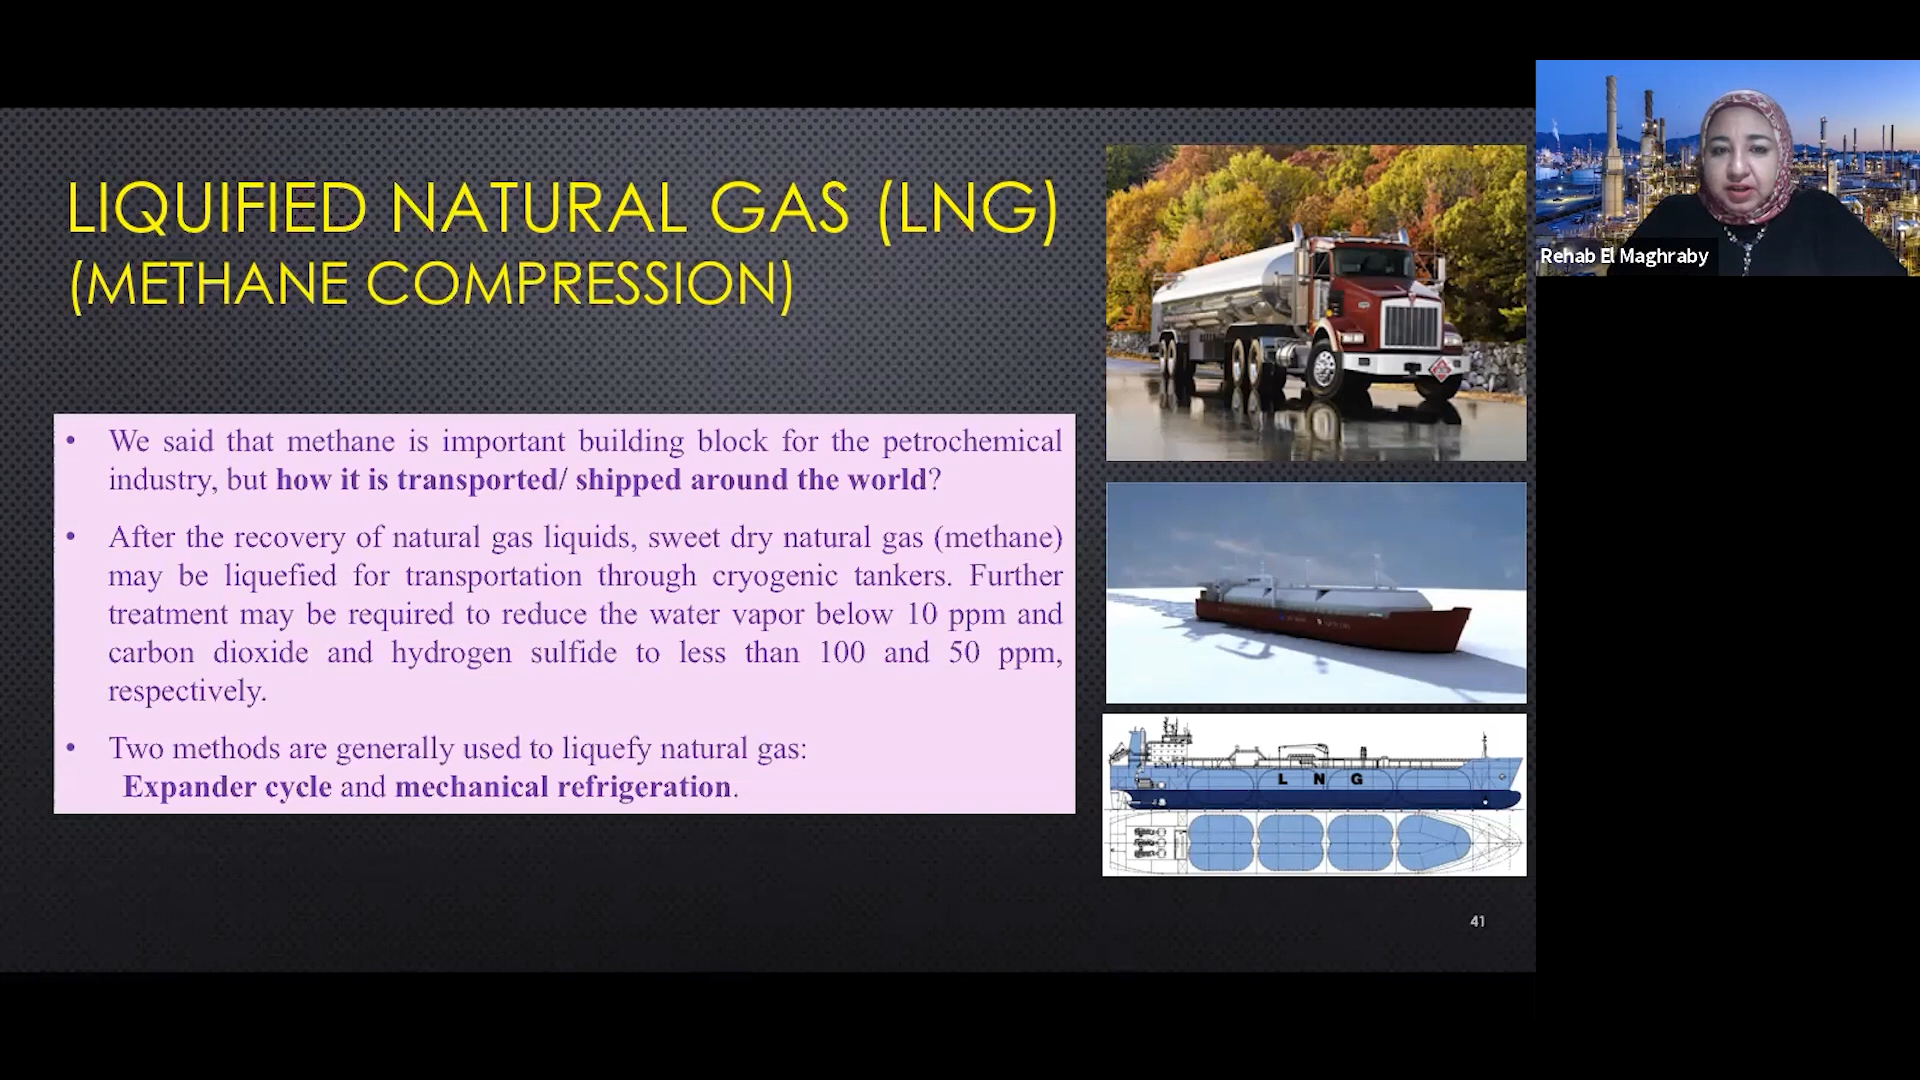 LIQUIFIED NATURAL GAS (LNG)
(METHANE COMPRESSION)
• We said that methane is important building block for the petrochemical
industry, but how it is transported/ shipped around the world?
• After the recovery of natural gas liquids, sweet dry natural gas (methane)
may be liquefied for transportation through cryogenic tankers. Further
treatment may be required to reduce the water vapor below 10 ppm and
carbon dioxide and hydrogen sulfide to less than 100 and 50 ppm,
respectively.
• Two methods are generally used to liquefy natural gas:
Expander cycle and mechanical refrigeration.
L N G
41
Rehab El Maghraby